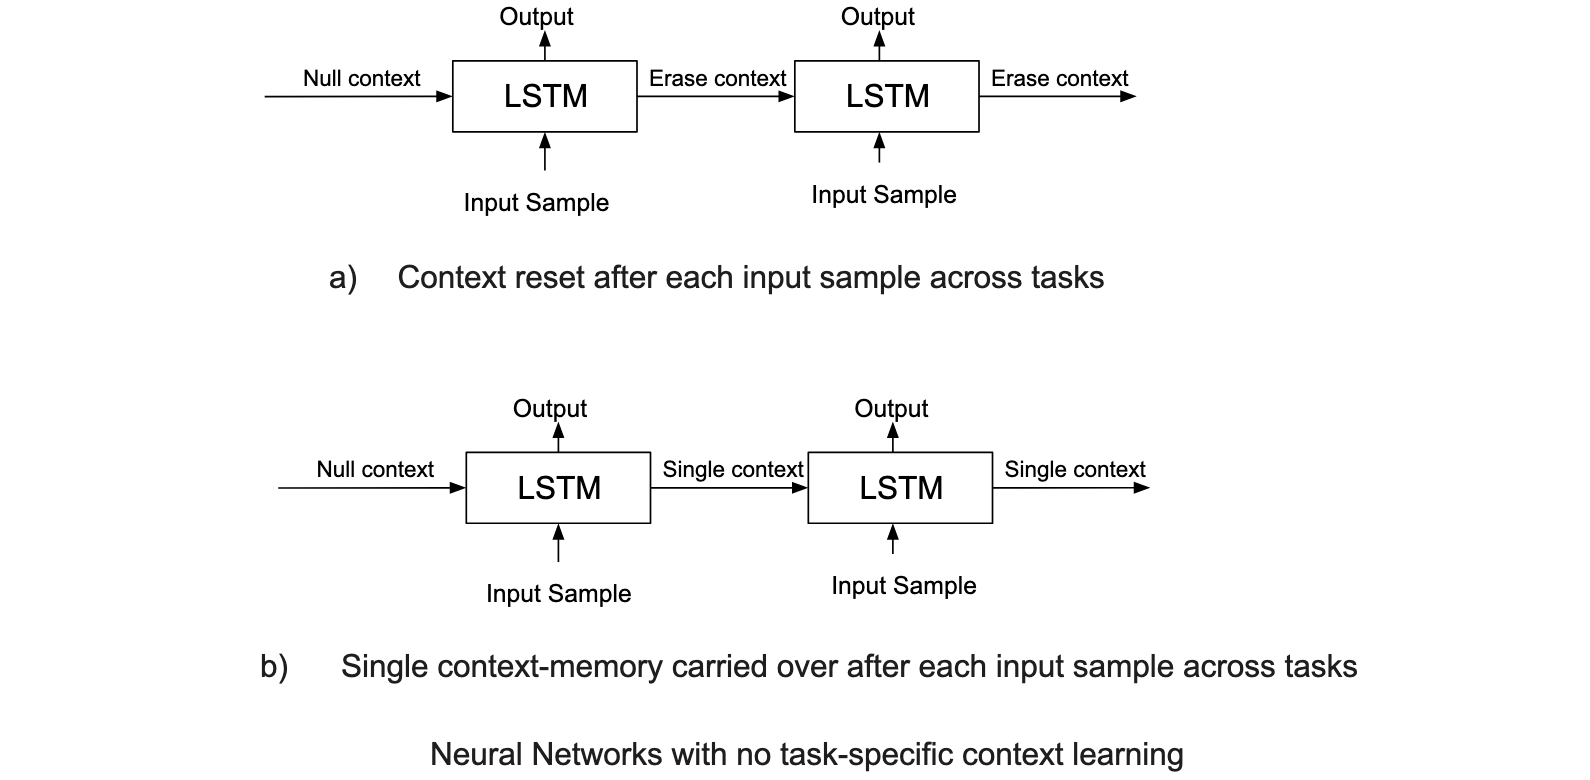 Output
Output
Null context
LSTM
Erase context
LSTM
Erase context
Input Sample
Input Sample
a) Context reset after each input sample across tasks
Output
Output
Null context
LSTM
Single context
LSTM
Single context
Input Sample
Input Sample
b) Single context-memory carried over after each input sample across tasks
Neural Networks with no task-specific context learning